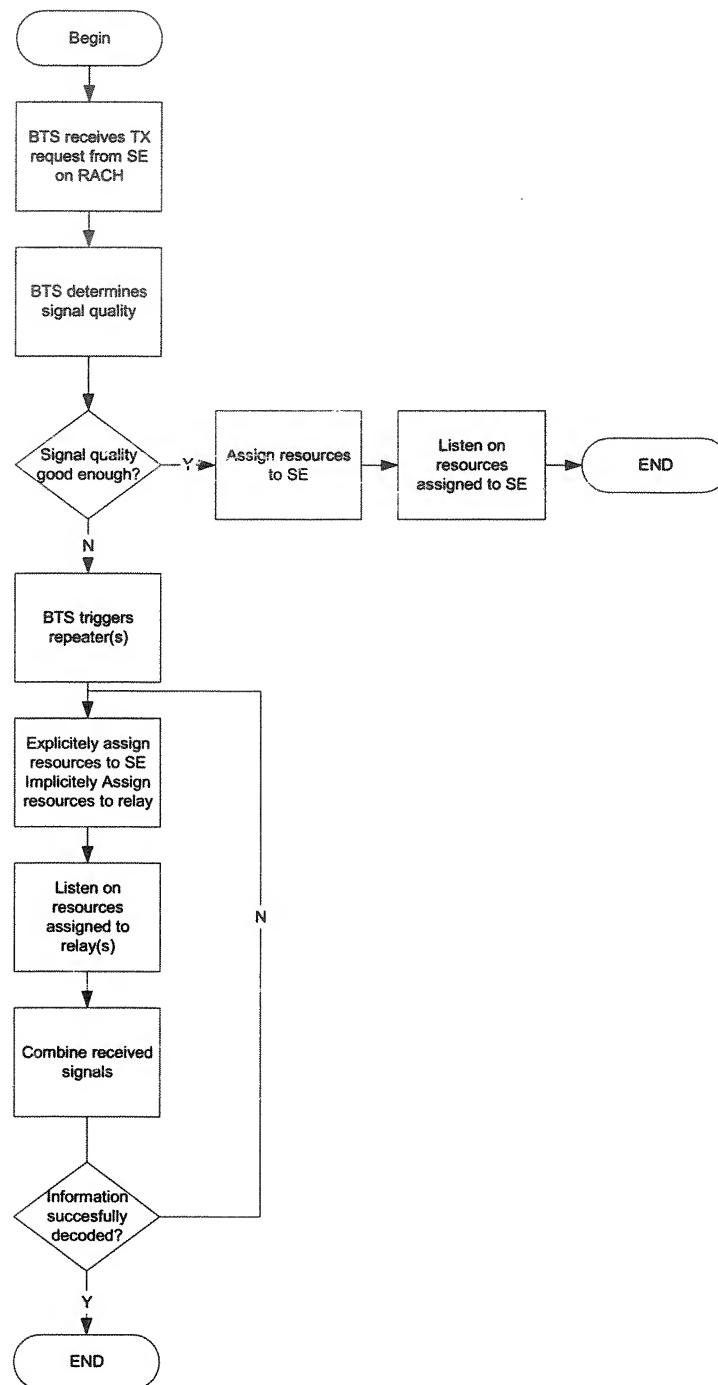 Begin
BTS receives TX
request from SE
on RACH
BTS determines
signal quality
Signal quality
good enough?
Y
Assign resources
to SE
Listen on
resources
assigned to SE
END
N
BTS triggers
repeater(s)
Explicitely assign
resources to SE
Implicitely Assign
resources to relay
Listen on
resources
assigned to
relay(s)
N
Combine received
signals
Information
succesfully
decoded?
Y
END